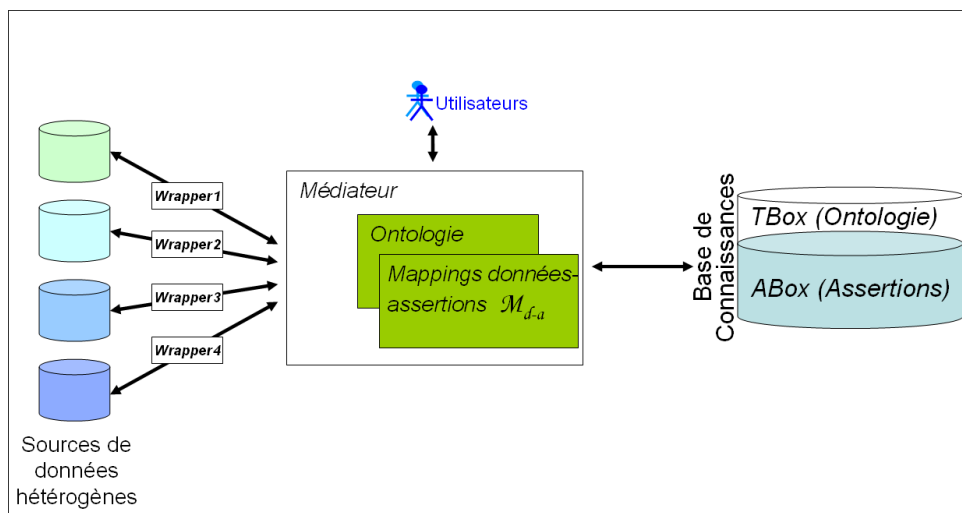 Utilisateurs
Wrapper1
Wrapper2
Wrapper3
Wrapper4
Sources de
données
hétérogènes
Médiateur
Ontologie
Mappings données-
assertions M d-a
Base de
Connaissances
TBox (Ontologie)
ABox (Assertions)